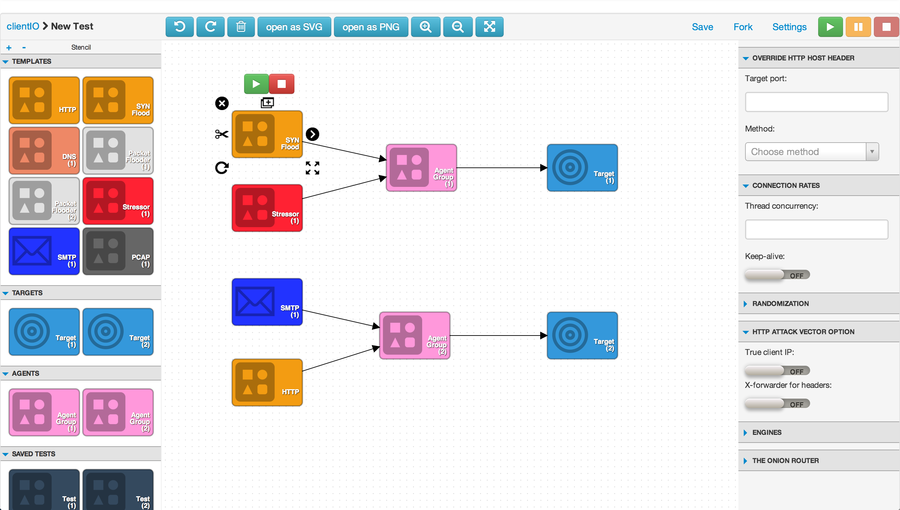 clientIO > New Test
open as SVG
open as PNG
Save
Fork
Settings
+ -
Stencil
TEMPLATES
HTTP
SYN
Flood
DNS
(1)
Packet
Flooder
(1)
Packet
Flooder
(2)
Stressor
(1)
SMTP
(1)
PCAP
(1)
TARGETS
Target
(1)
Target
(2)
AGENTS
Agent
Group
(1)
Agent
Group
(2)
SAVED TESTS
Test
(1)
Test
(2)
SYN
Flood
Stressor
(1)
Agent
Group
(1)
Target
(1)
SMTP
(1)
HTTP
Agent
Group
(2)
Target
(2)
OVERRIDE HTTP HOST HEADER
Target port:
Method:
Choose method
CONNECTION RATES
Thread concurrency:
Keep-alive:
OFF
RANDOMIZATION
HTTP ATTACK VECTOR OPTION
True client IP:
OFF
X-forwarder for headers:
OFF
ENGINES
THE ONION ROUTER